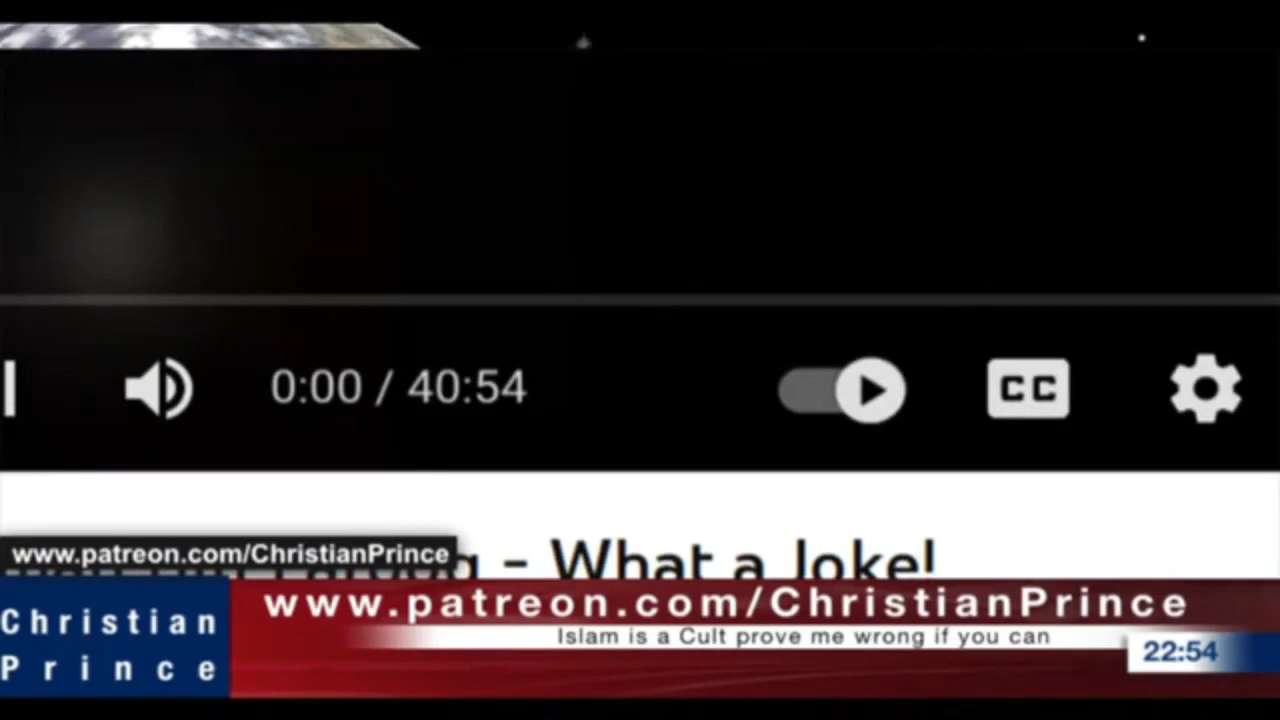 0:00 / 40:54
CC
- What a Joke!
www.patreon.com/ChristianPrince
Christian
Prince
www.patreon.com/ChristianPrince
Islam is a Cult prove me wrong if you can
22:54